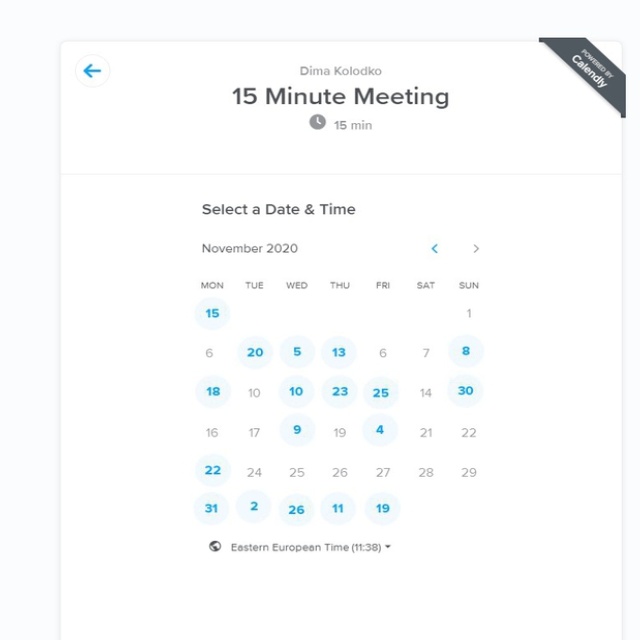 POWERED BY
Calendly
Dima Kolodko
15 Minute Meeting
15 min
Select a Date & Time
November 2020
MON TUE WED THU FRI SAT SUN
15 1
6 20 5 13 6 7 8
18 10 10 23 25 14 30
16 17 9 19 4 21 22
22 24 25 26 27 28 29
31 2 26 11 19
Eastern European Time (11:38)